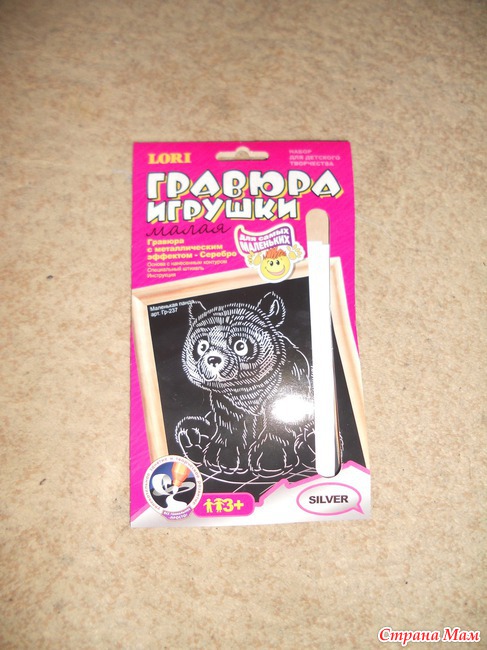 LORI
НАБОР
ДЛЯ ДЕТСКОГО
ТВОРЧЕСТВА
ГРАВЮРА
ИГРУШКИ
малая
для самых
маленьких
Гравюра
с металлическим
эффектом - Серебро
Основа с нанесенным контуром
Специальный штихель
Инструкция
Маленькая панда
арт. Гр-237
3+
SILVER
Страна Мам